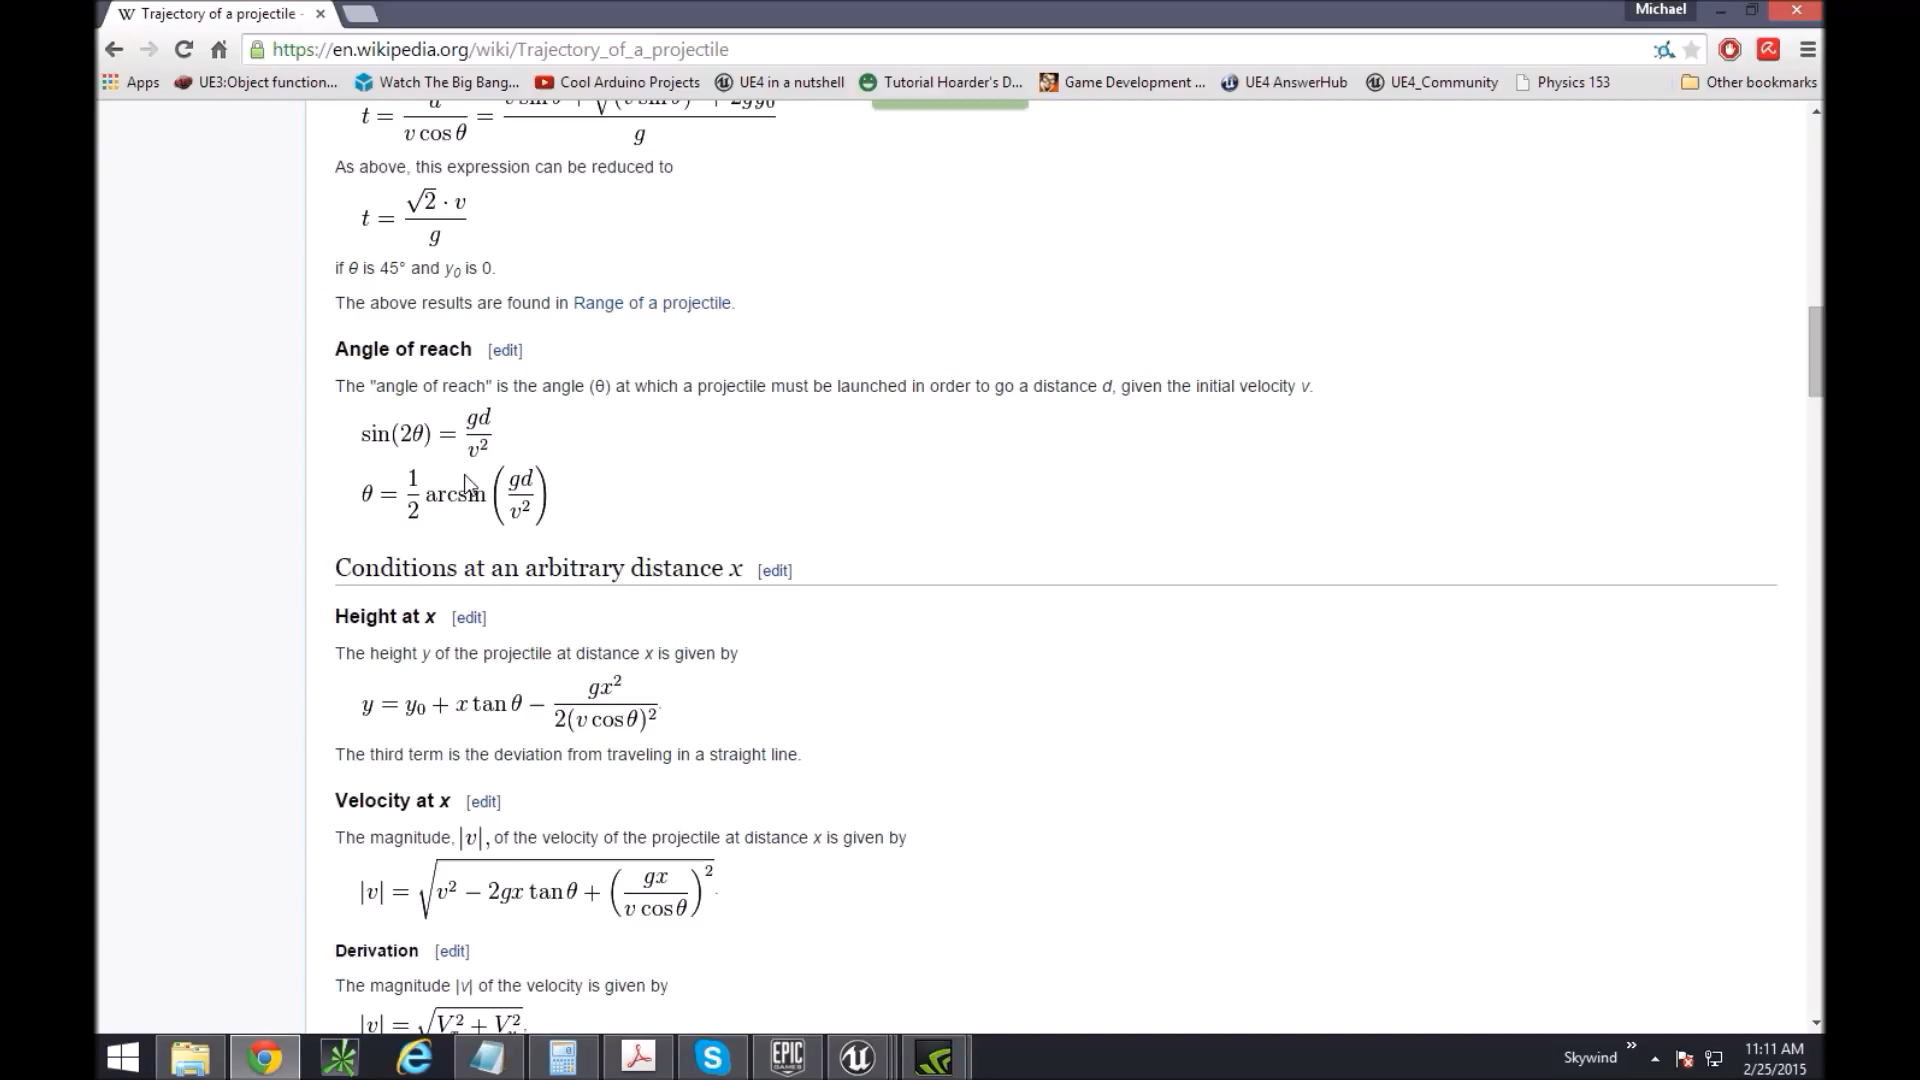 W Trajectory of a projectile -
Michael
https://en.wikipedia.org/wiki/Trajectory_of_a_projectile
Apps UE3:Object function... Watch The Big Bang... Cool Arduino Projects UE4 in a nutshell Tutorial Hoarder's D... Game Development ... UE4 AnswerHub UE4_Community Physics 153 Other bookmarks
t = d / (v cos θ) = (v sin θ + √((v sin θ)² + 2gy₀)) / g
As above, this expression can be reduced to
t = (√2 · v) / g
if θ is 45° and y₀ is 0.
The above results are found in Range of a projectile.
Angle of reach [edit]
The "angle of reach" is the angle (θ) at which a projectile must be launched in order to go a distance d, given the initial velocity v.
sin(2θ) = gd / v²
θ = 1/2 arcsin (gd / v²)
Conditions at an arbitrary distance x [edit]
Height at x [edit]
The height y of the projectile at distance x is given by
y = y₀ + x tan θ − gx² / 2(v cos θ)² .
The third term is the deviation from traveling in a straight line.
Velocity at x [edit]
The magnitude, |v|, of the velocity of the projectile at distance x is given by
|v| = √(v² − 2gx tan θ + (gx / v cos θ)²) .
Derivation [edit]
The magnitude |v| of the velocity is given by
|v| = √(Vₓ² + Vᵧ²).
EPIC GAMES
Skywind » 11:11 AM
2/25/2015